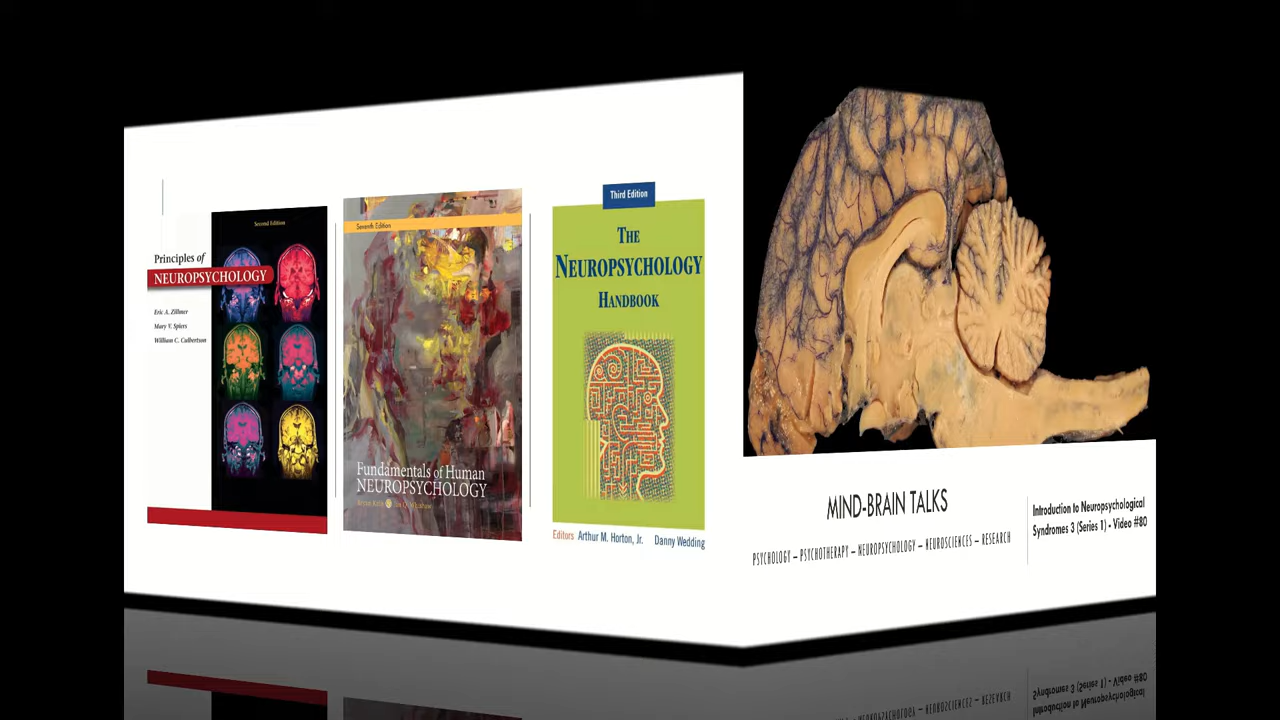 Second Edition
Principles of
NEUROPSYCHOLOGY
Eric A. Zillmer
Mary V. Spiers
William C. Culbertson
Seventh Edition
Fundamentals of Human
NEUROPSYCHOLOGY
Third Edition
THE
NEUROPSYCHOLOGY
HANDBOOK
Editors Arthur M. Horton, Jr. Danny Wedding
MIND-BRAIN TALKS
PSYCHOLOGY – PSYCHOTHERAPY – NEUROPSYCHOLOGY – NEUROSCIENCES – RESEARCH
Introduction to Neuropsychological
Syndromes 3 (Series 1) - Video #80